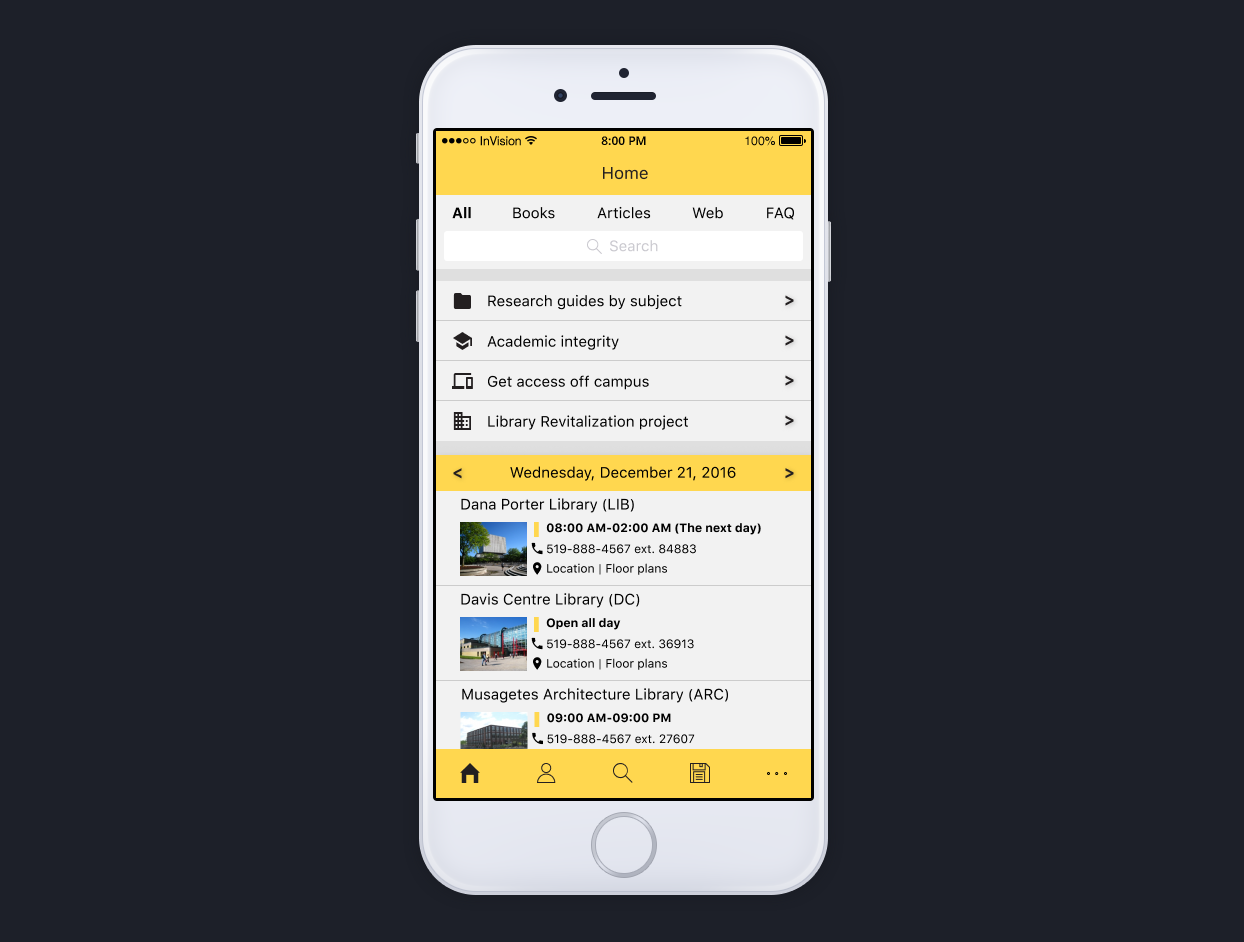 InVision 8:00 PM 100%
Home
All Books Articles Web FAQ
Search
Research guides by subject >
Academic integrity >
Get access off campus >
Library Revitalization project >
< Wednesday, December 21, 2016 >
Dana Porter Library (LIB)
08:00 AM-02:00 AM (The next day)
519-888-4567 ext. 84883
Location | Floor plans
Davis Centre Library (DC)
Open all day
519-888-4567 ext. 36913
Location | Floor plans
Musagetes Architecture Library (ARC)
09:00 AM-09:00 PM
519-888-4567 ext. 27607